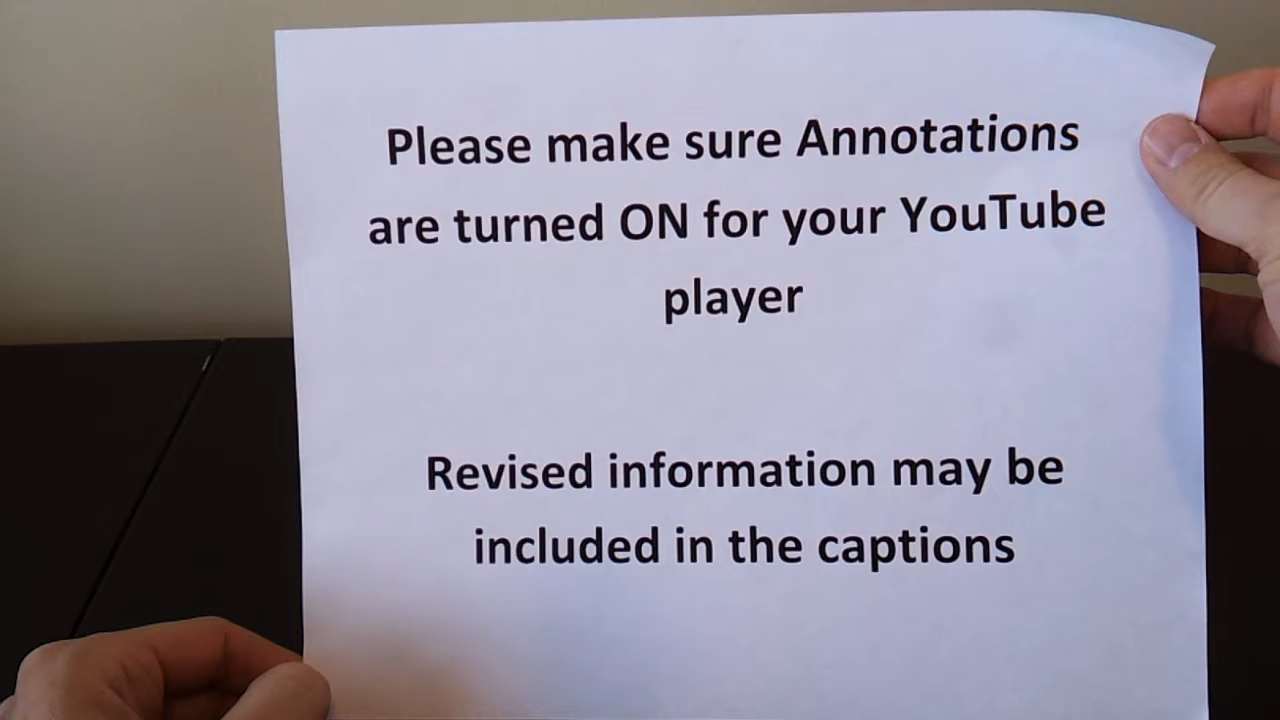 Please make sure Annotations
are turned ON for your YouTube
player
Revised information may be
included in the captions